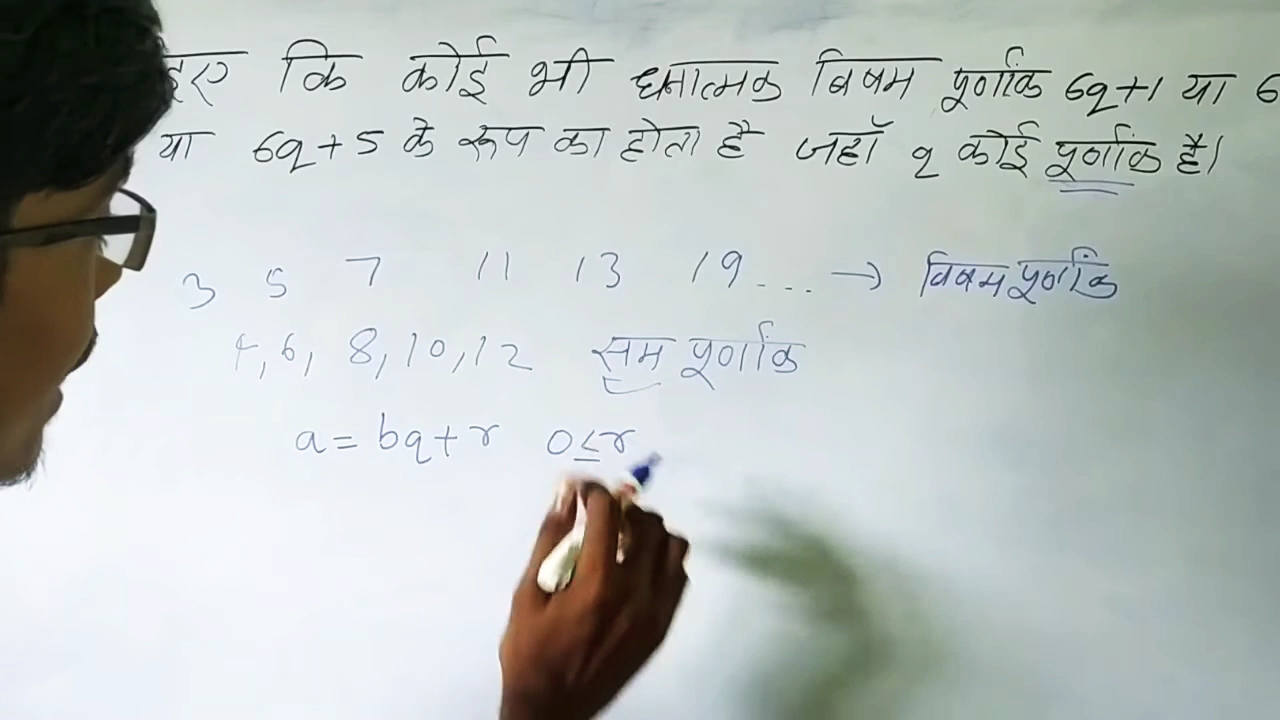 कि कोई भी धनात्मक विषम पूर्णांक 6q+1 या 6
या 6q+5 के रूप का होता है जहाँ q कोई पूर्णांक है।
3 5 7 11 13 19... → विषम पूर्णांक
4, 6, 8, 10, 12 सम पूर्णांक
a = bq + r 0 ≤ r